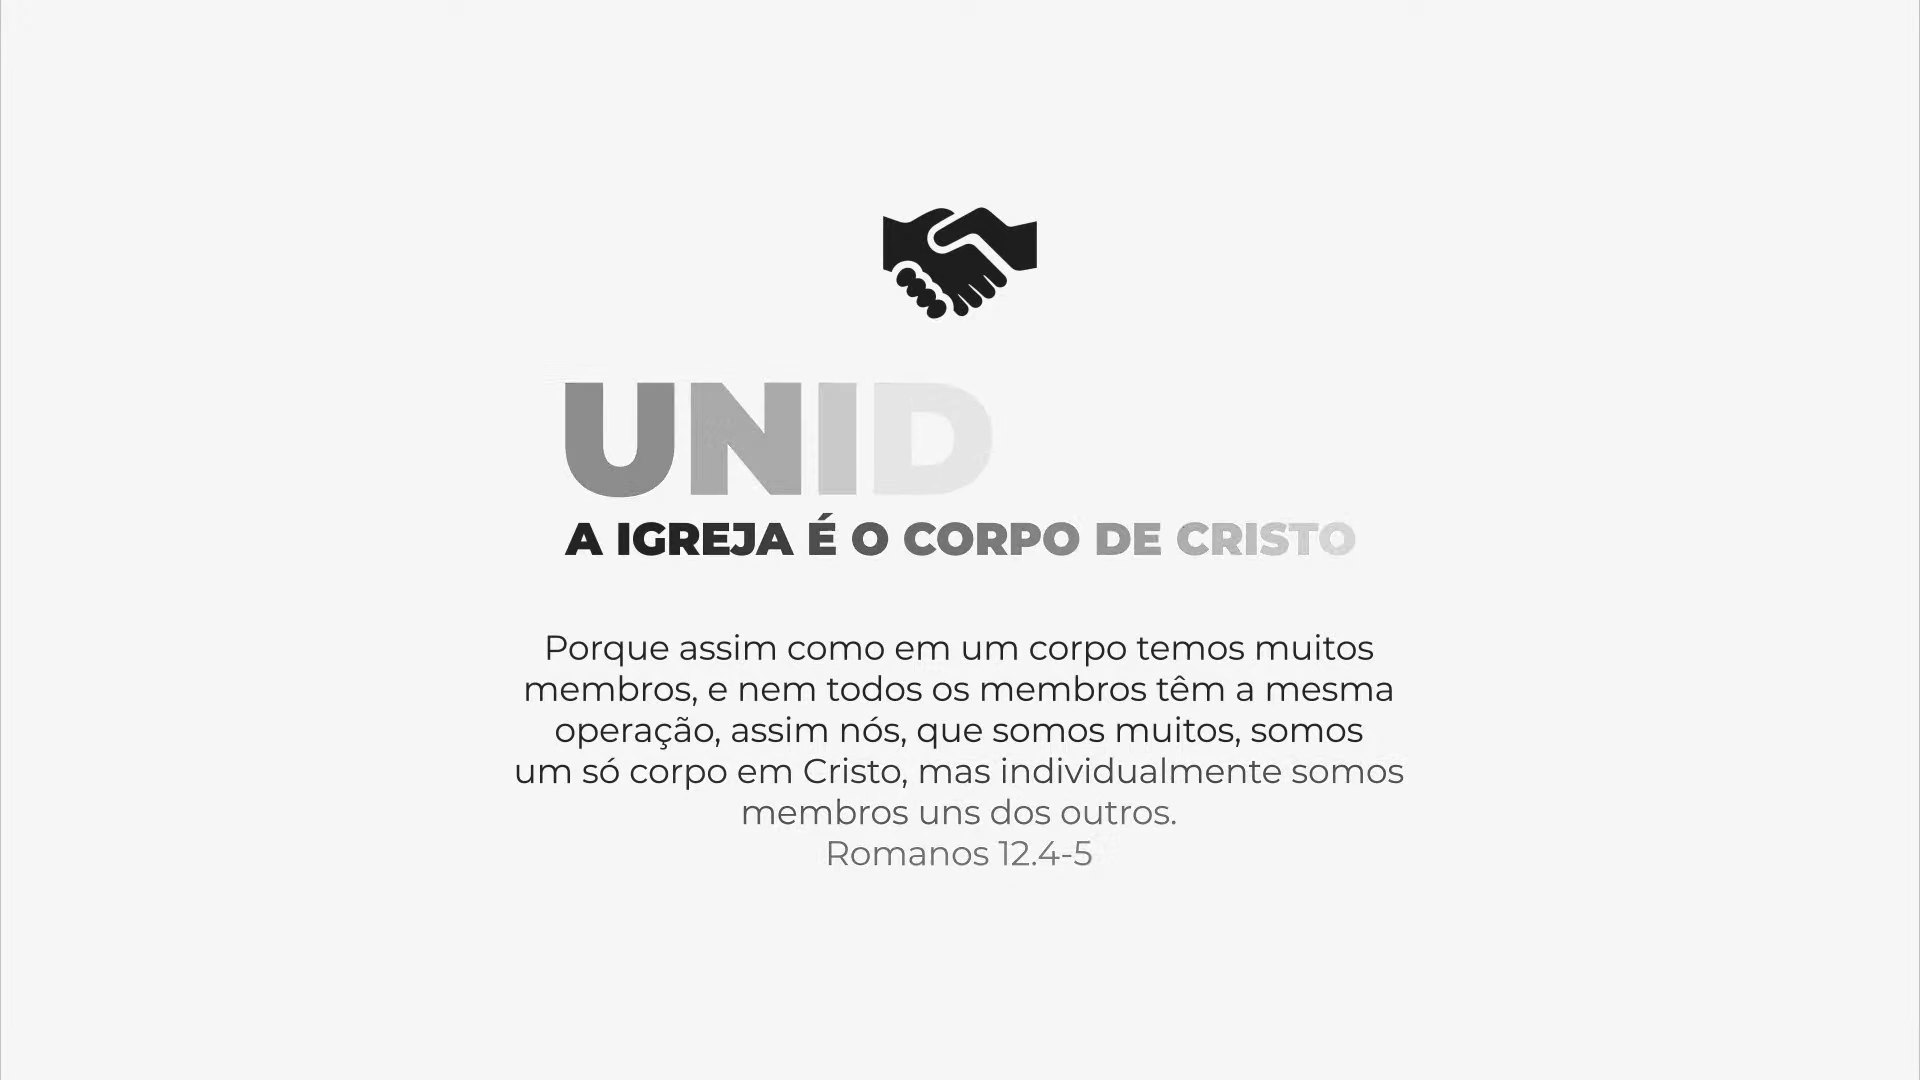 UNID
A IGREJA É O CORPO DE CRISTO
Porque assim como em um corpo temos muitos
membros, e nem todos os membros têm a mesma
operação, assim nós, que somos muitos, somos
um só corpo em Cristo, mas individualmente somos
membros uns dos outros.
Romanos 12.4-5